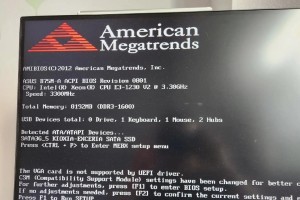 American
Megatrends
AMIBIOS(C)2012 American Megatrends, Inc.
ASUS B75M-A ACPI BIOS Revision 0801
CPU: Intel(R) Xeon(R) CPU E3-1230 V2 @ 3.30GHz
Speed: 3300MHz
Total Memory: 8192MB (DDR3-1600)
USB Devices total: 0 Drive, 1 Keyboard, 1 Mouse, 2 Hubs
Detected ATA/ATAPI Devices...
SATA3G_5 KIOXIA-EXCERIA SATA SSD
Press <CTRL + P> to Enter MEBX setup menu
The VGA card is not supported by UEFI driver.
CSM (Compatibility Support Module) settings have been changed for better c
For further adjustments, press (F1) to enter BIOS setup.
If no adjustments needed, press (F2) to confirm the current settings and
Press F1 to Run SETUP